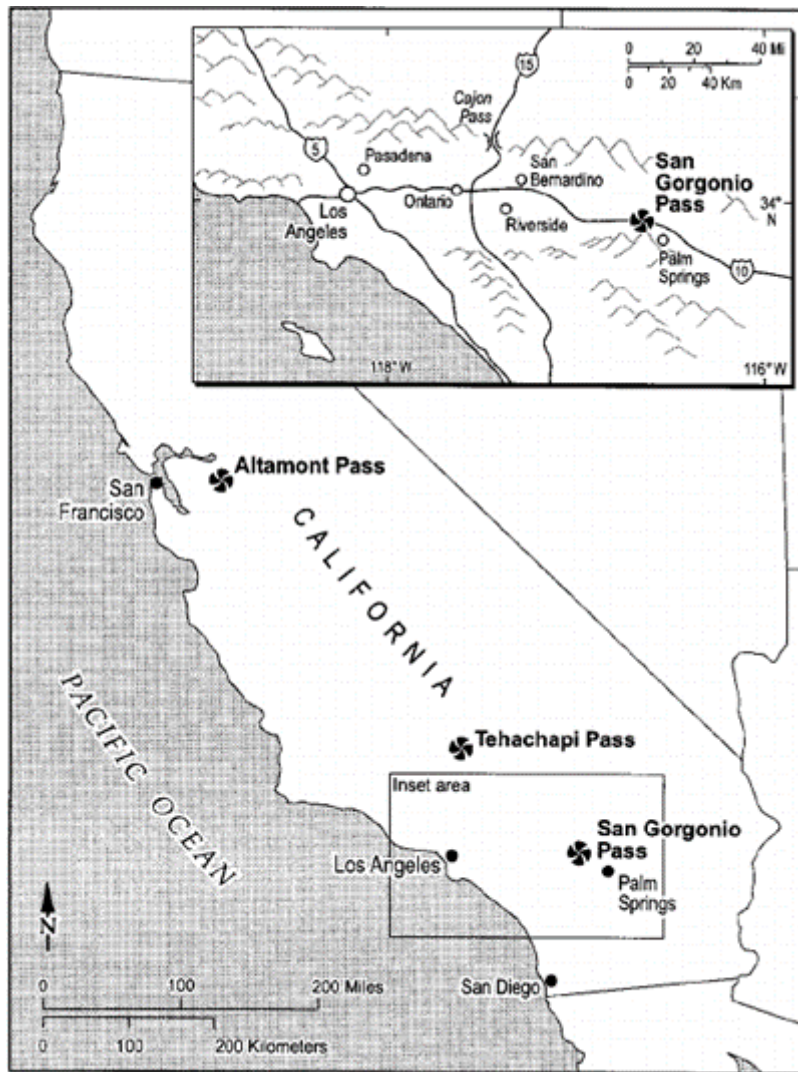 0 20 40 Mi
0 20 40 Km
15
Cajon
Pass
5
Pasadena
San
Bernardino
San
Gorgonio
Pass
34°
N
Los
Angeles
Ontario
Riverside
Palm
Springs
10
118° W
116° W
Altamont Pass
San
Francisco
CALIFORNIA
PACIFIC OCEAN
Tehachapi Pass
Inset area
San Gorgonio
Pass
Los Angeles
Palm
Springs
San Diego
N
0 100 200 Miles
0 100 200 Kilometers